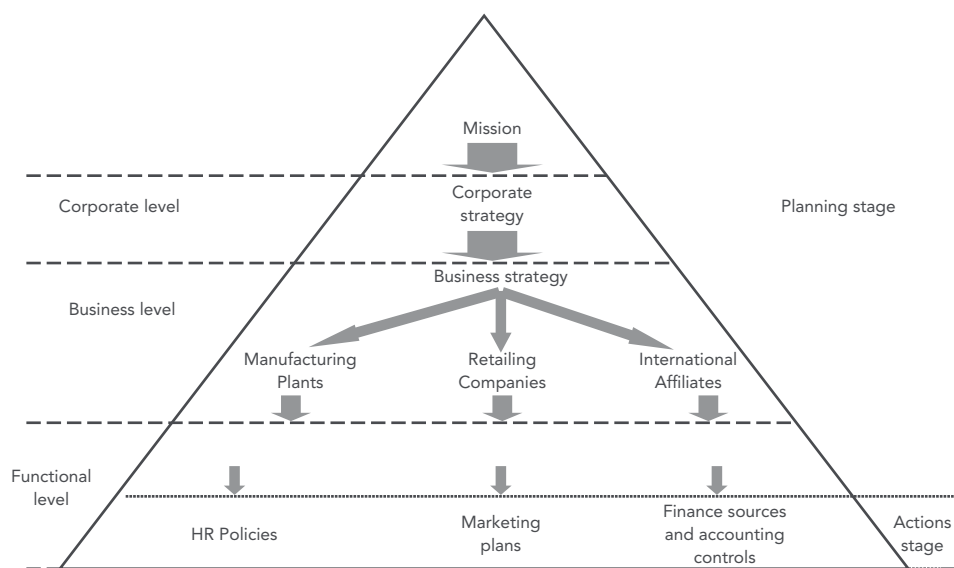 Mission
Corporate level
Corporate
strategy
Planning stage
Business strategy
Business level
Manufacturing
Plants
Retailing
Companies
International
Affiliates
Functional
level
HR Policies
Marketing
plans
Finance sources
and accounting
controls
Actions
stage